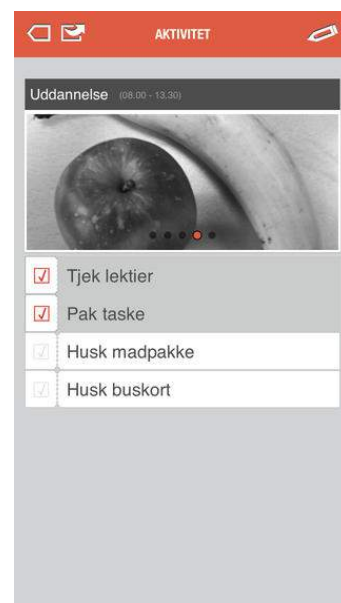 AKTIVITET
Uddannelse (08.00 - 13.30)
Tjek lektier
Pak taske
Husk madpakke
Husk buskort